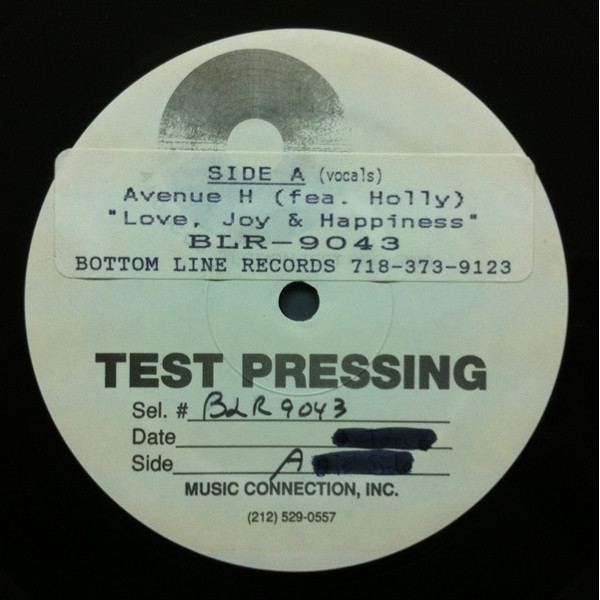 SIDE A (vocals)
Avenue H (fea. Holly)
"Love, Joy & Happiness"
BLR-9043
BOTTOM LINE RECORDS 718-373-9123
TEST PRESSING
Sel. # BLR 9043
Date
Side A
MUSIC CONNECTION, INC.
(212) 529-0557